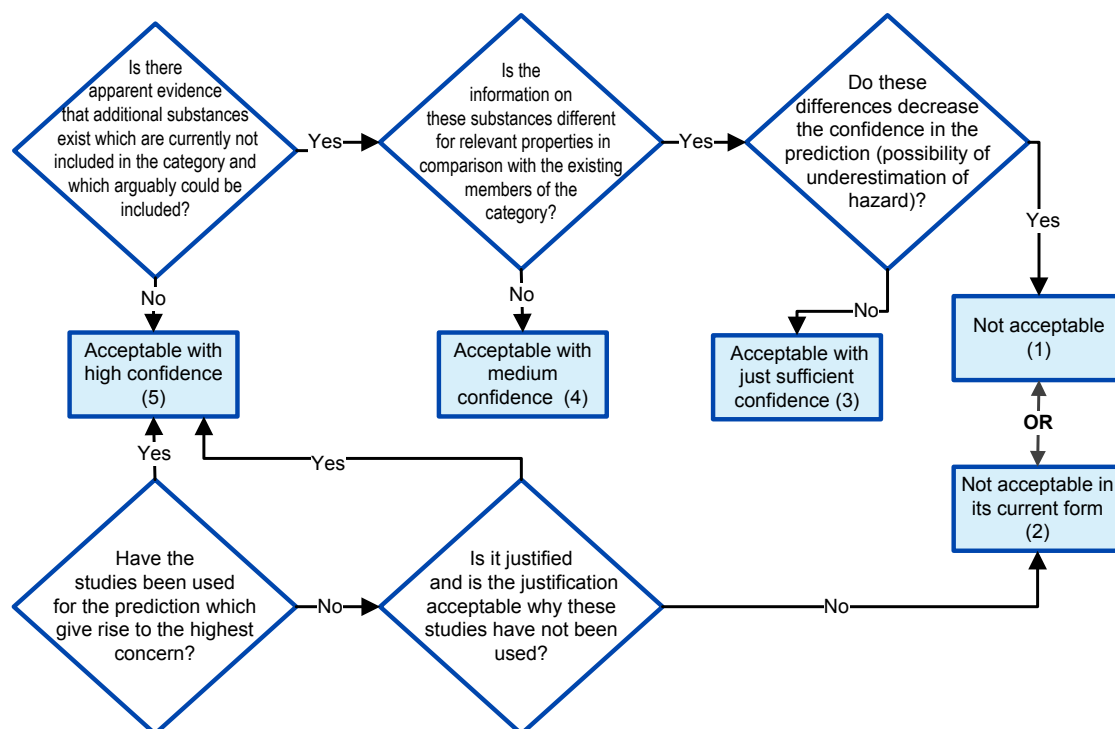 Is there
apparent evidence
that additional substances
exist which are currently not
included in the category and
which arguably could be
included?
Yes
Is the
information on
these substances different
for relevant properties in
comparison with the existing
members of the
category?
Yes
Do these
differences decrease
the confidence in the
prediction (possibility of
underestimation of
hazard)?
Yes
No
No
No
Acceptable with
high confidence
(5)
Acceptable with
medium
confidence (4)
Acceptable with
just sufficient
confidence (3)
Not acceptable
(1)
OR
Not acceptable in
its current form
(2)
Yes
Yes
Have the
studies been used
for the prediction which
give rise to the highest
concern?
No
Is it justified
and is the justification
acceptable why these
studies have not been
used?
No